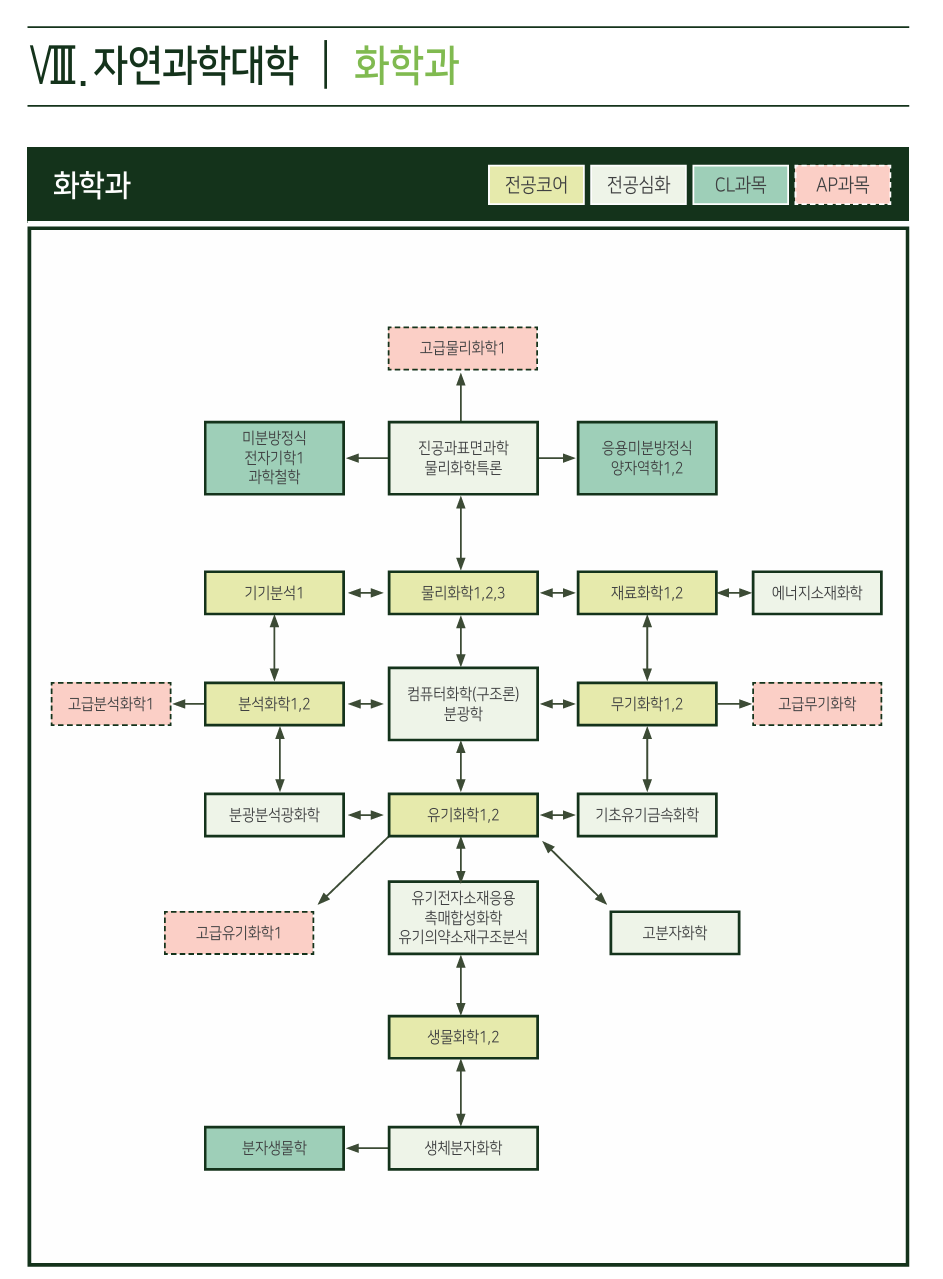 Ⅷ. 자연과학대학 | 화학과
화학과
전공코어
전공심화
CL과목
AP과목
고급물리화학1
미분방정식
전자기학1
과학철학
진공과표면과학
물리화학특론
응용미분방정식
양자역학1,2
기기분석1
물리화학1,2,3
재료화학1,2
에너지소재화학
고급분석화학1
분석화학1,2
컴퓨터화학(구조론)
분광학
무기화학1,2
고급무기화학
분광분석광화학
유기화학1,2
기초유기금속화학
고급유기화학1
유기전자소재응용
촉매합성화학
유기의약소재구조분석
고분자화학
생물화학1,2
분자생물학
생체분자화학